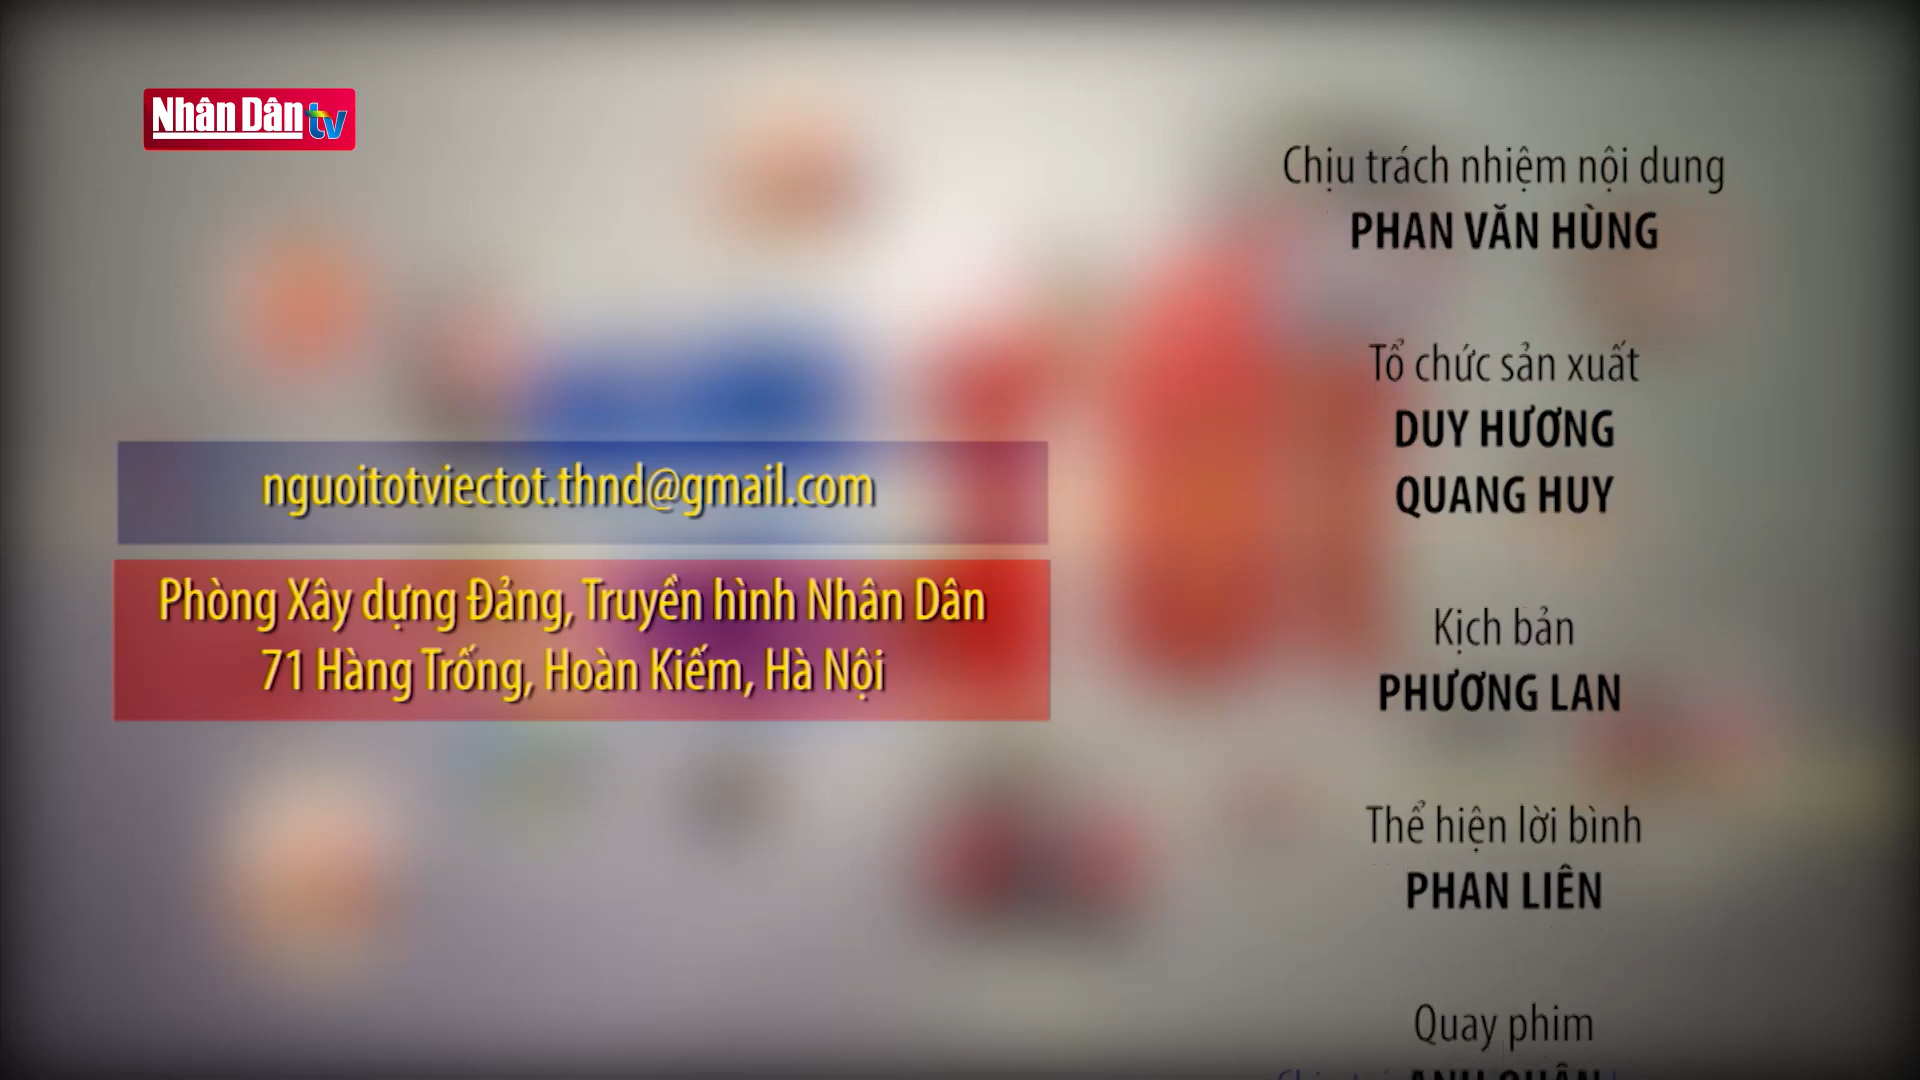 Nhân Dân tv
nguoitotviectot.thnd@gmail.com
Phòng Xây dựng Đảng, Truyền hình Nhân Dân
71 Hàng Trống, Hoàn Kiếm, Hà Nội
Chịu trách nhiệm nội dung
PHAN VĂN HÙNG
Tổ chức sản xuất
DUY HƯƠNG
QUANG HUY
Kịch bản
PHƯƠNG LAN
Thể hiện lời bình
PHAN LIÊN
Quay phim